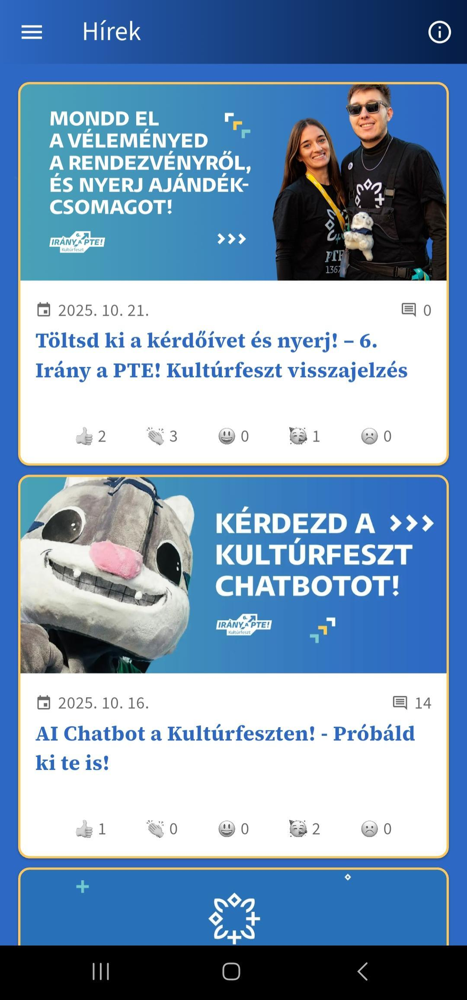 Hírek
MONDD EL
A VÉLEMÉNYED
A RENDEZVÉNYRŐL,
ÉS NYERJ AJÁNDÉK-
CSOMAGOT!
6.
IRÁNY A PTE!
Kultúrfeszt
PTE
1367
2025. 10. 21.
0
Töltsd ki a kérdőívet és nyerj! – 6.
Irány a PTE! Kultúrfeszt visszajelzés
2 3 0 1 0
KÉRDEZD A
KULTÚRFESZT
CHATBOTOT!
6.
IRÁNY A PTE!
Kultúrfeszt
2025. 10. 16.
14
AI Chatbot a Kultúrfeszten! - Próbáld
ki te is!
1 0 0 2 0